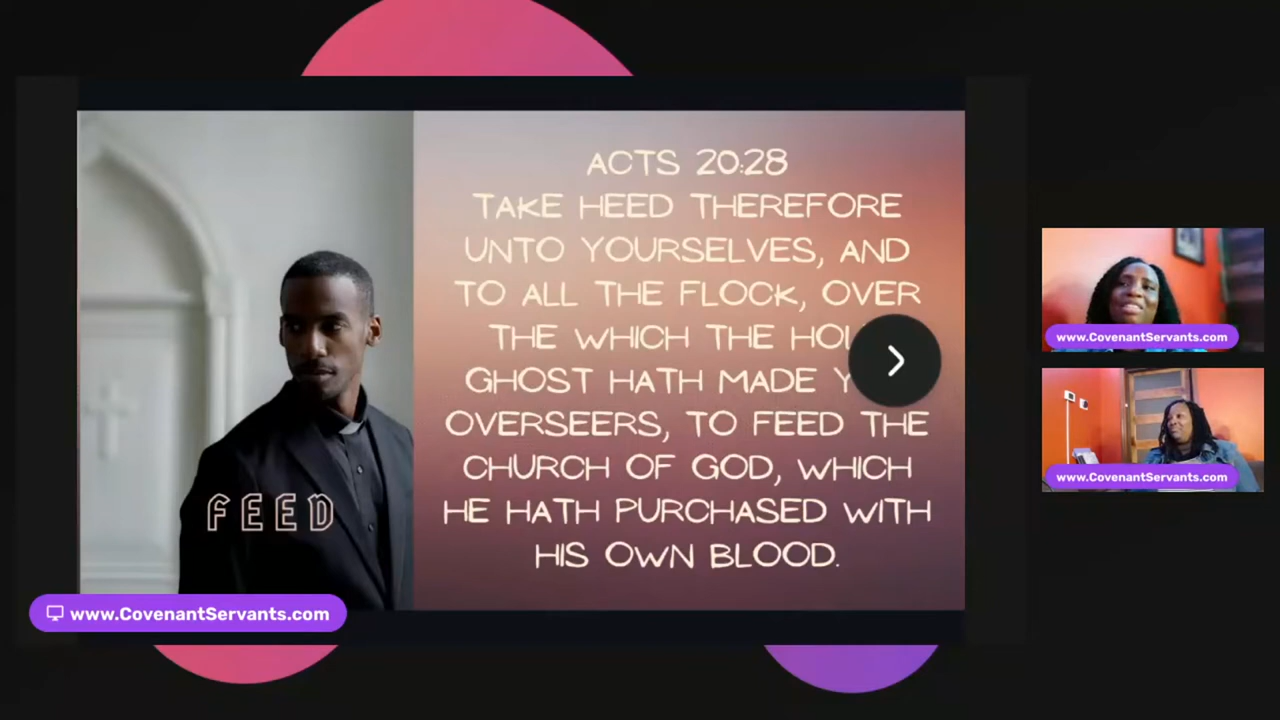 ACTS 20:28
TAKE HEED THEREFORE
UNTO YOURSELVES, AND
TO ALL THE FLOCK, OVER
THE WHICH THE
GHOST HATH MADE
OVERSEERS, TO FEED THE
CHURCH OF GOD, WHICH
HE HATH PURCHASED WITH
HIS OWN BLOOD.
FEED
www.CovenantServants.com
www.CovenantServants.com
www.CovenantServants.com